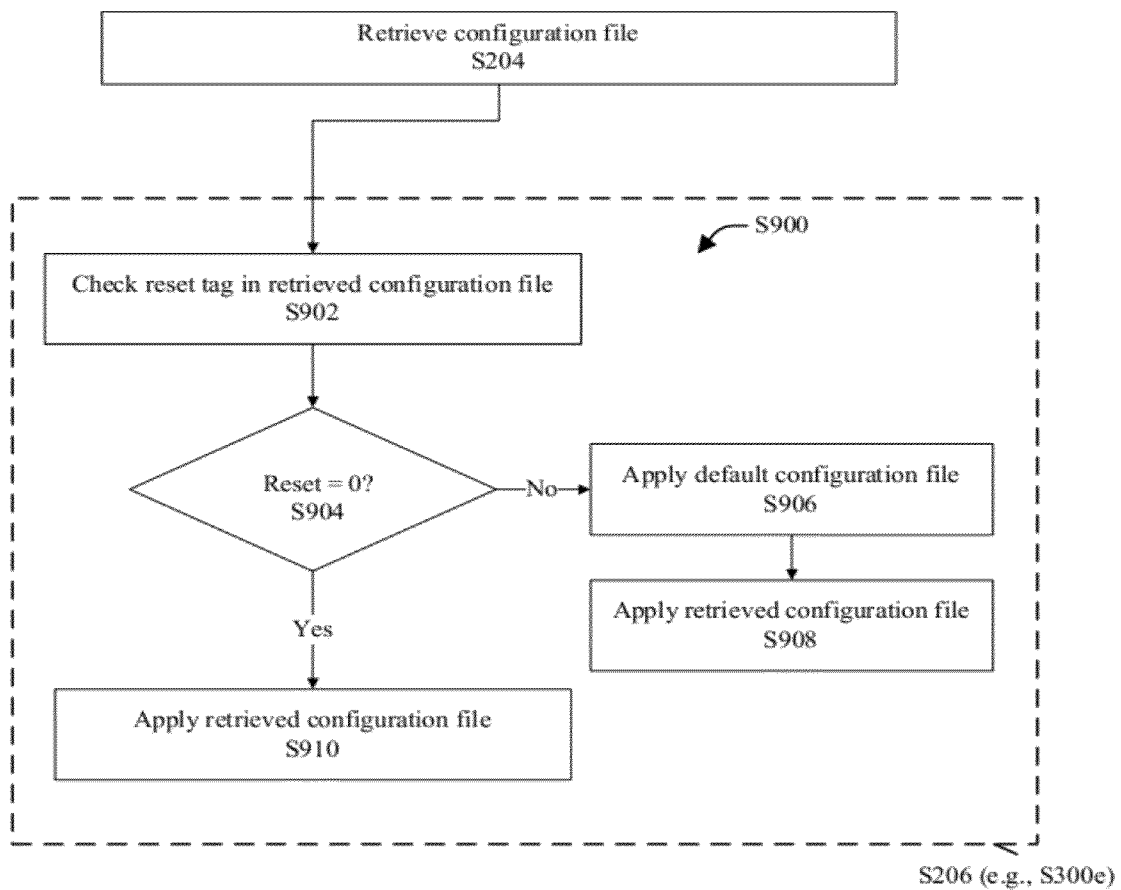 Retrieve configuration file
S204
S900
Check reset tag in retrieved configuration file
S902
Reset = 0?
S904
No
Apply default configuration file
S906
Apply retrieved configuration file
S908
Yes
Apply retrieved configuration file
S910
S206 (e.g., S300e)